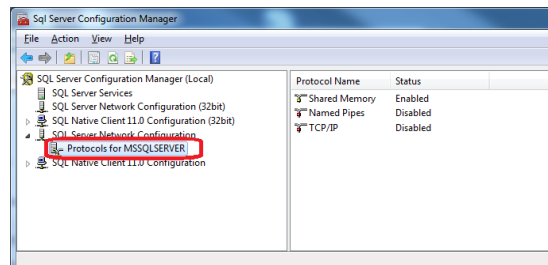 Sql Server Configuration Manager
File Action View Help
SQL Server Configuration Manager (Local)
SQL Server Services
SQL Server Network Configuration (32bit)
SQL Native Client 11.0 Configuration (32bit)
SQL Server Network Configuration
Protocols for MSSQLSERVER
SQL Native Client 11.0 Configuration
Protocol Name Status
Shared Memory Enabled
Named Pipes Disabled
TCP/IP Disabled